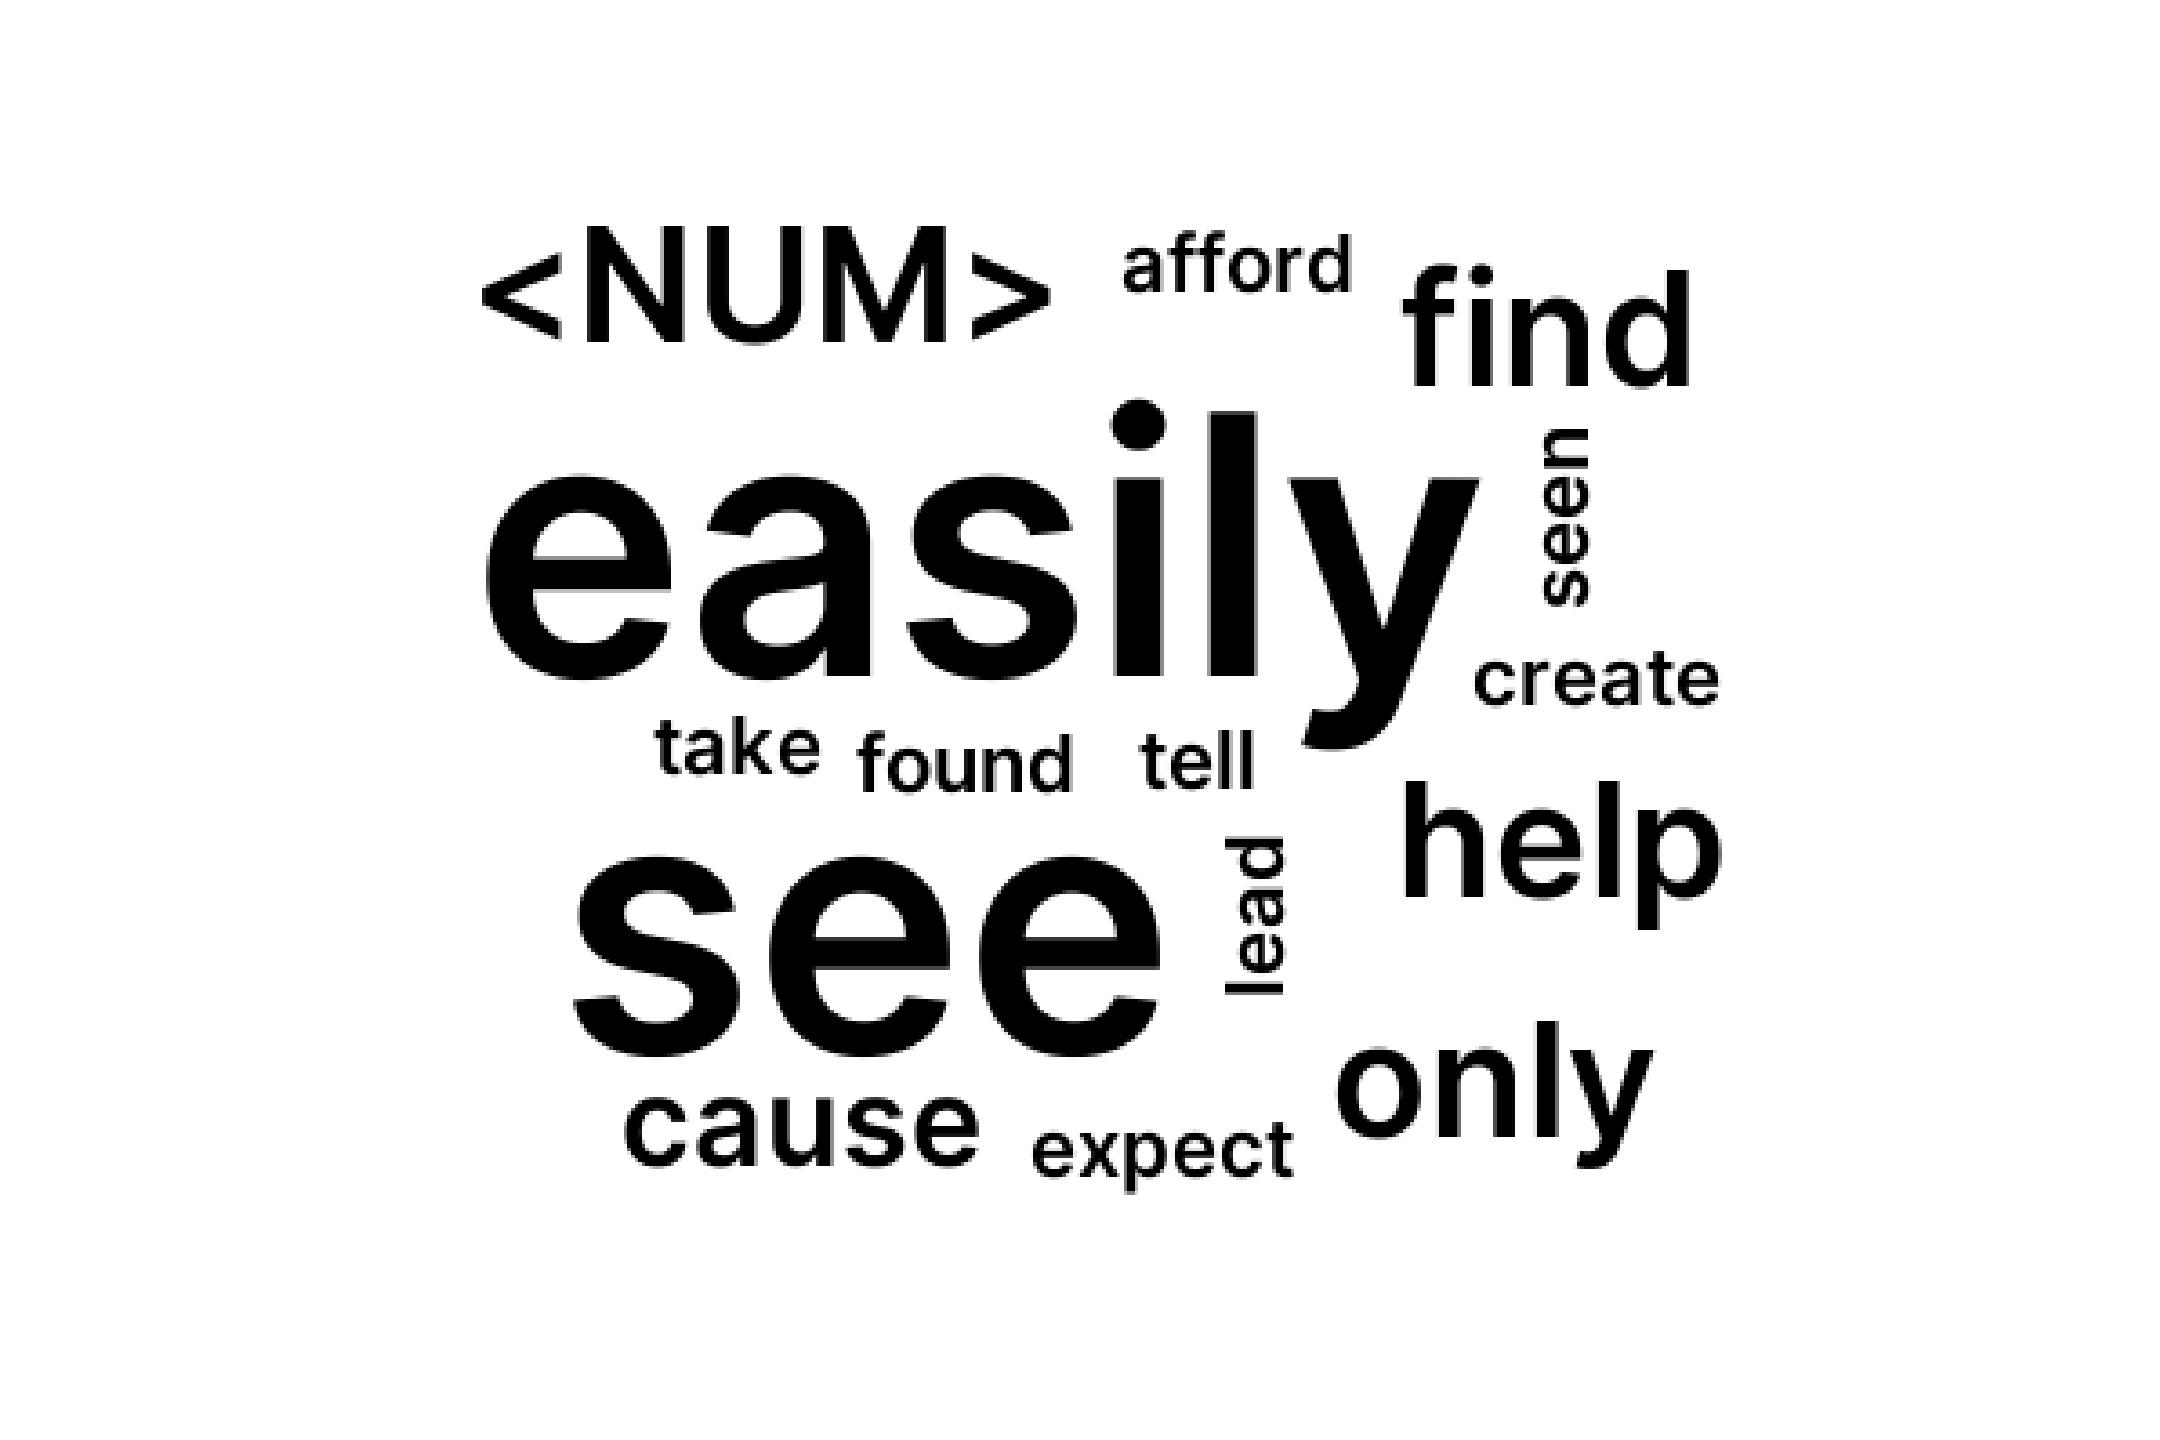 <NUM> afford find
easily
seen
create
take found tell
help
see
lead
only
cause expect